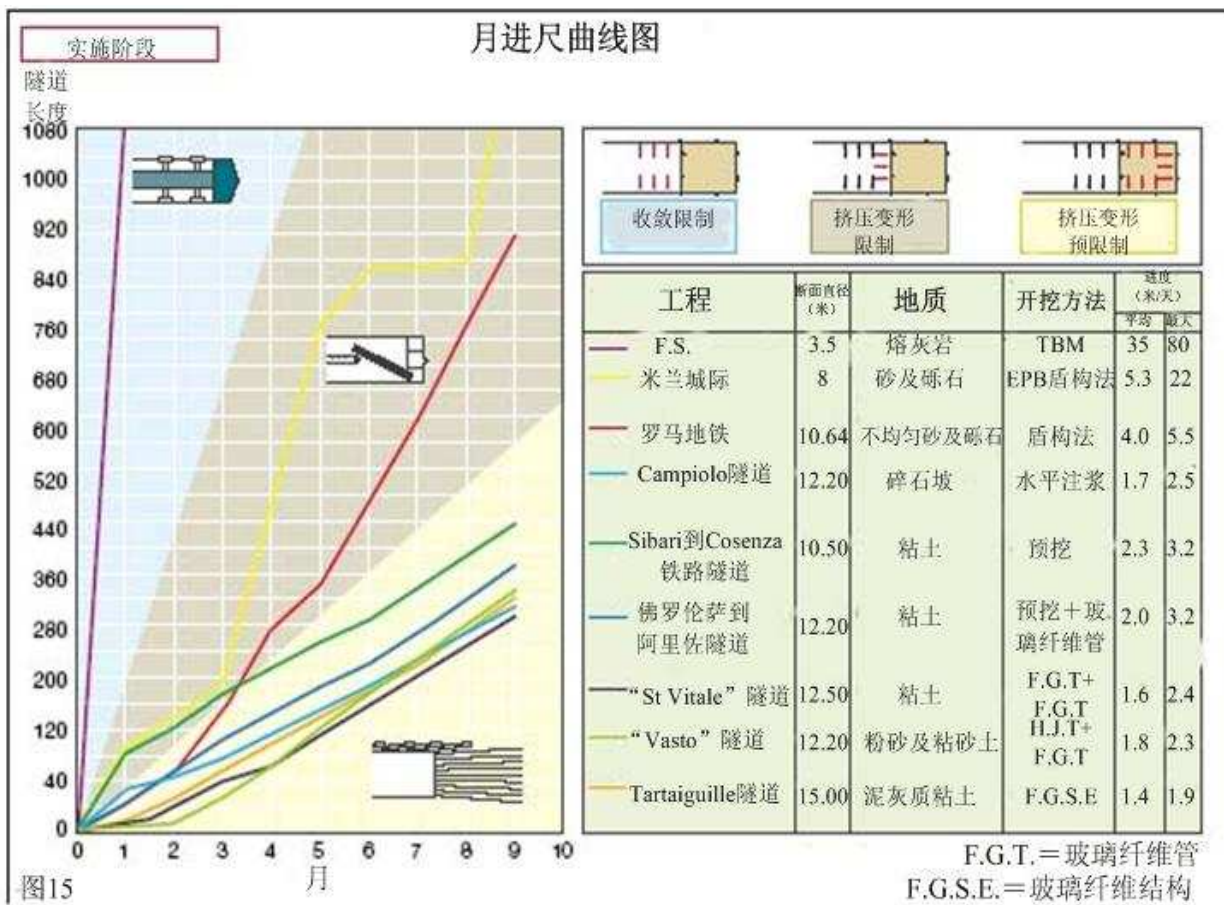 实施阶段
月进尺曲线图
隧道
长度
1080
1000
920
840
760
680
600
520
440
360
280
200
120
40
0
0 1 2 3 4 5 6 7 8 9 10
月
图15
收敛限制
挤压变形
限制
挤压变形
预限制
工程 断面直径(米) 地质 开挖方法 进度(米/天)
平均 最大
F.S. 3.5 熔灰岩 TBM 35 80
米兰城际 8 砂及砾石 EPB盾构法 5.3 22
罗马地铁 10.64 不均匀砂及砾石 盾构法 4.0 5.5
Campiolo隧道 12.20 碎石坡 水平注浆 1.7 2.5
Sibari到Cosenza
铁路隧道 10.50 粘土 预挖 2.3 3.2
佛罗伦萨到
阿里佐隧道 12.20 粘土 预挖+玻
璃纤维管 2.0 3.2
“St Vitale”隧道 12.50 粘土 F.G.T+
F.G.T 1.6 2.4
“Vasto”隧道 12.20 粉砂及粘砂土 H.J.T+
F.G.T 1.8 2.3
Tartaiguille隧道 15.00 泥灰质粘土 F.G.S.E 1.4 1.9
F.G.T.=玻璃纤维管
F.G.S.E.=玻璃纤维结构